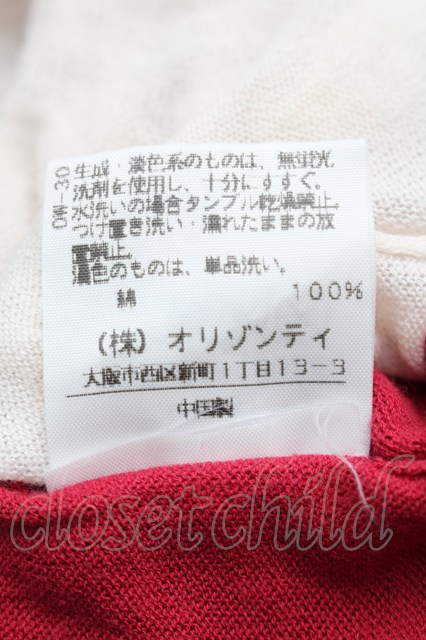 DM-30
生成・淡色系のものは、無蛍光
洗剤を使用し、十分にすすぐ。
水洗いの場合タンブル乾燥禁止。
つけ置き洗い・濡れたままの放
置禁止。
濃色のものは、単品洗い。
綿 100%
(株) オリゾンティ
大阪市西区新町1丁目13-3
中国製
closet child